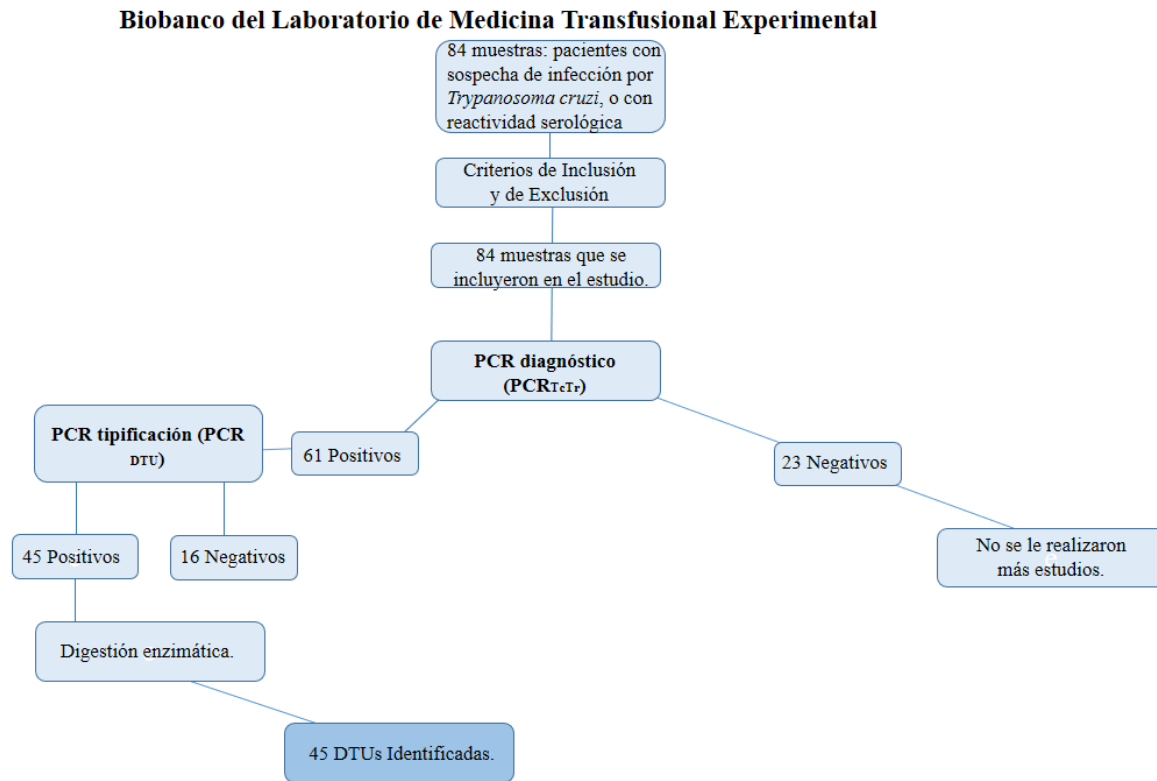 Biobanco del Laboratorio de Medicina Transfusional Experimental
84 muestras: pacientes con
sospecha de infección por
Trypanosoma cruzi, o con
reactividad serológica
Criterios de Inclusión
y de Exclusión
84 muestras que se
incluyeron en el estudio.
PCR diagnóstico
(PCRTcTr)
PCR tipificación (PCR
DTU)
61 Positivos
23 Negativos
45 Positivos
16 Negativos
No se le realizaron
más estudios.
Digestión enzimática.
45 DTUs Identificadas.